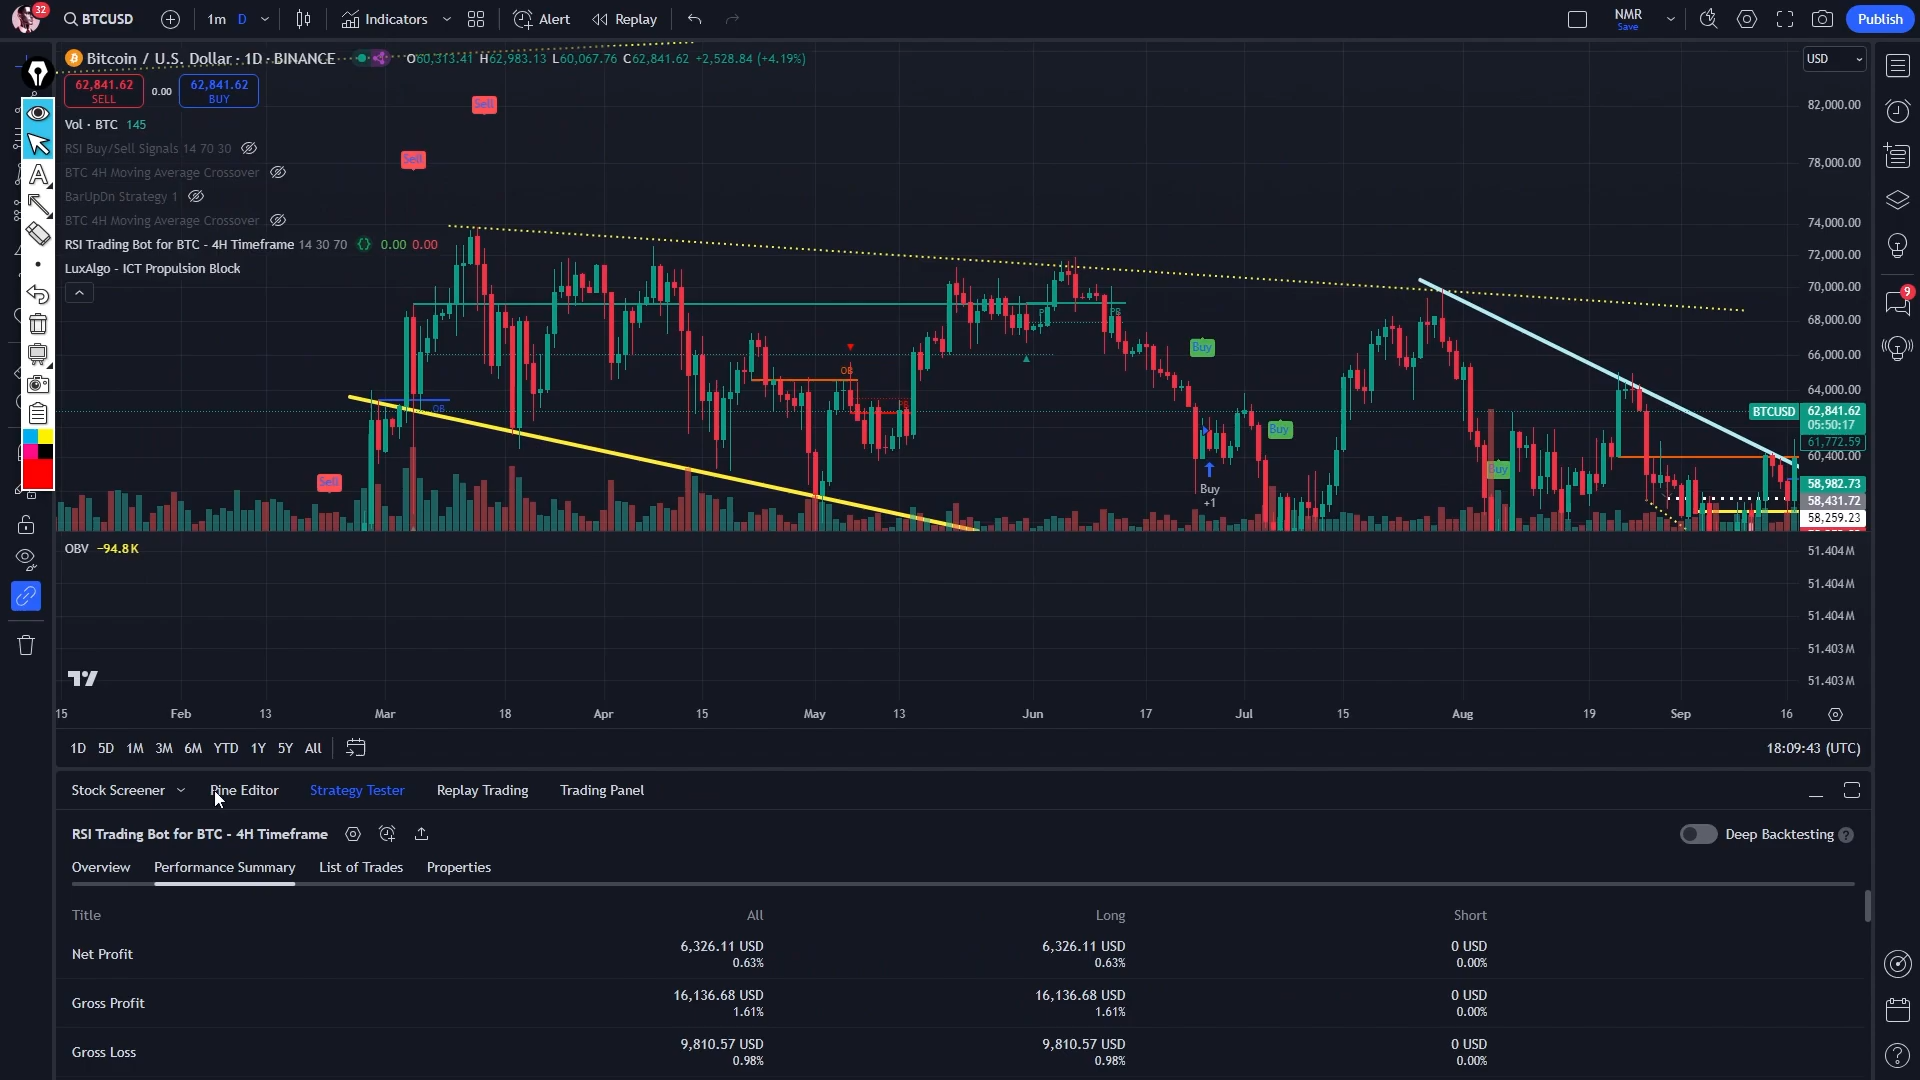 32
BTCUSD
1m
D
Indicators
Alert
Replay
NMR
Save
Publish
Bitcoin / U.S. Dollar · 1D · BINANCE
O60,313.41 H62,983.13 L60,067.76 C62,841.62 +2,528.84 (+4.19%)
USD
62,841.62
SELL
0.00
62,841.62
BUY
Vol · BTC 145
RSI Buy/Sell Signals 14 70 30
BTC 4H Moving Average Crossover
BarUpDn Strategy 1
BTC 4H Moving Average Crossover
RSI Trading Bot for BTC - 4H Timeframe 14 30 70 {} 0.00 0.00
LuxAlgo - ICT Propulsion Block
Sell
Sell
Sell
OB
OB
PB
PB
Buy
Buy
Buy
Buy
+1
82,000.00
78,000.00
74,000.00
72,000.00
70,000.00
68,000.00
66,000.00
64,000.00
BTCUSD 62,841.62
05:50:17
61,772.59
60,400.00
58,982.73
58,431.72
58,259.23
9
OBV −94.8K
51.404M
51.404M
51.404M
51.403M
51.403M
15 Feb 13 Mar 18 Apr 15 May 13 Jun 17 Jul 15 Aug 19 Sep 16
1D 5D 1M 3M 6M YTD 1Y 5Y All
18:09:43 (UTC)
Stock Screener
Pine Editor
Strategy Tester
Replay Trading
Trading Panel
RSI Trading Bot for BTC - 4H Timeframe
Deep Backtesting
Overview
Performance Summary
List of Trades
Properties
Title All Long Short
Net Profit 6,326.11 USD 6,326.11 USD 0 USD
0.63% 0.63% 0.00%
Gross Profit 16,136.68 USD 16,136.68 USD 0 USD
1.61% 1.61% 0.00%
Gross Loss 9,810.57 USD 9,810.57 USD 0 USD
0.98% 0.98% 0.00%